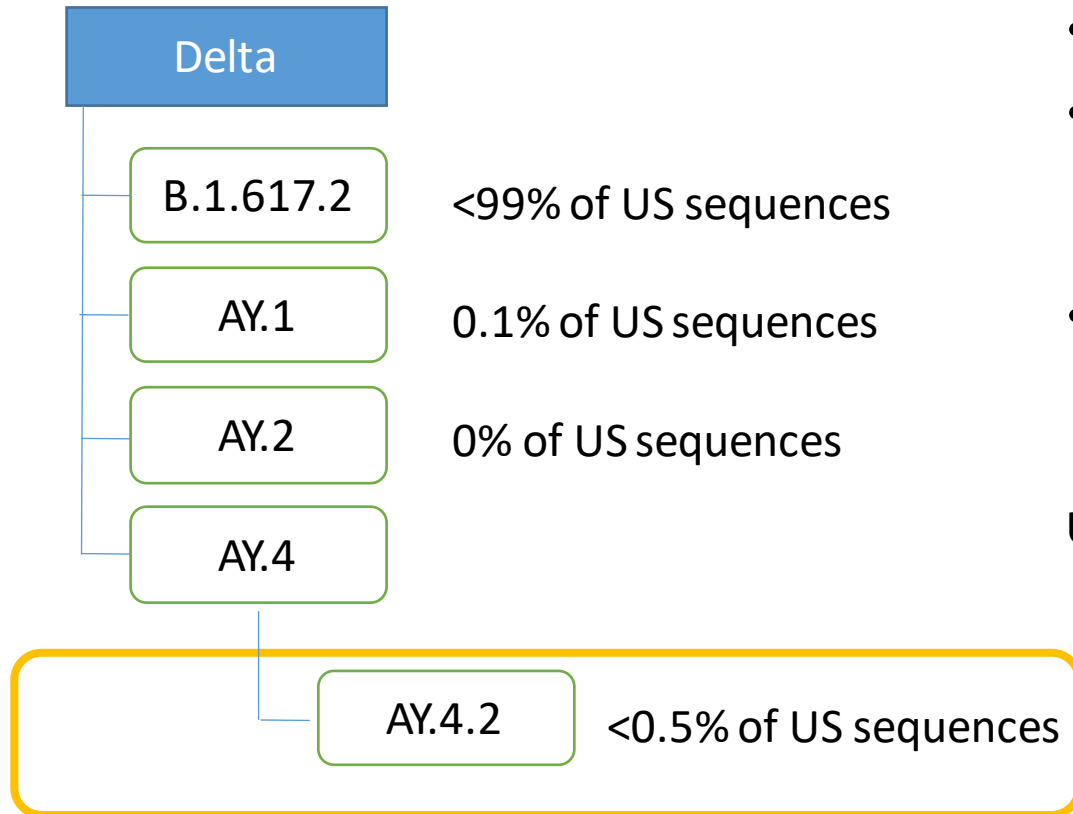 Delta
B.1.617.2 <99% of US sequences
AY.1 0.1% of US sequences
AY.2 0% of US sequences
AY.4
AY.4.2 <0.5% of US sequences